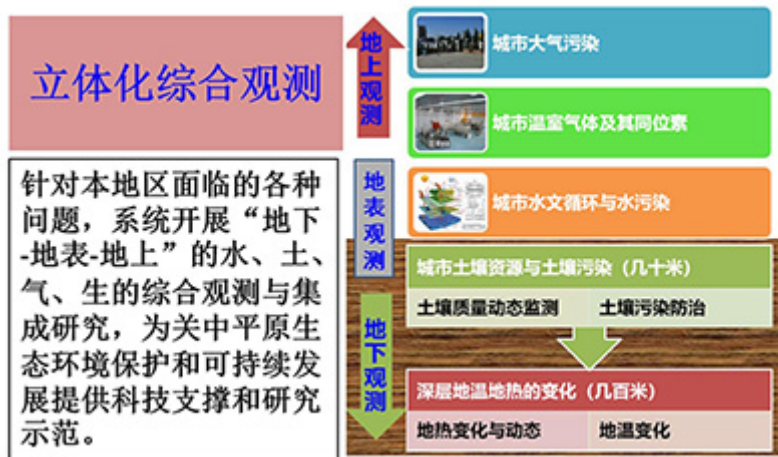 立体化综合观测
针对本地区面临的各种
问题，系统开展“地下
-地表-地上”的水、土、
气、生的综合观测与集
成研究，为关中平原生
态环境保护和可持续发
展提供科技支撑和研究
示范。
地上观测
地表观测
地下观测
城市大气污染
城市温室气体及其同位素
城市水文循环与水污染
城市土壤资源与土壤污染（几十米）
土壤质量动态监测 土壤污染防治
深层地温地热的变化（几百米）
地热变化与动态 地温变化